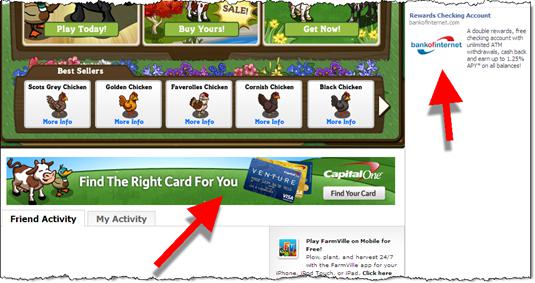 SALE!
Play Today!
Buy Yours!
Get Now!
Best Sellers
Scots Grey Chicken
More Info
Golden Chicken
More Info
Faverolles Chicken
More Info
Cornish Chicken
More Info
Black Chicken
More Info
Rewards Checking Account
bankofinternet.com
bankofinternet
A double rewards, free
checking account with
unlimited ATM
withdrawals, cash back
and earn up to 1.25%
APY* on all balances!
Find The Right Card For You
VENTURE
VISA
Capital One
Find Your Card
Friend Activity
My Activity
Play FarmVille on Mobile for
Free!
Plow, plant, and harvest 24/7
with the FarmVille app for your
iPhone, iPod Touch, or iPad. Click here